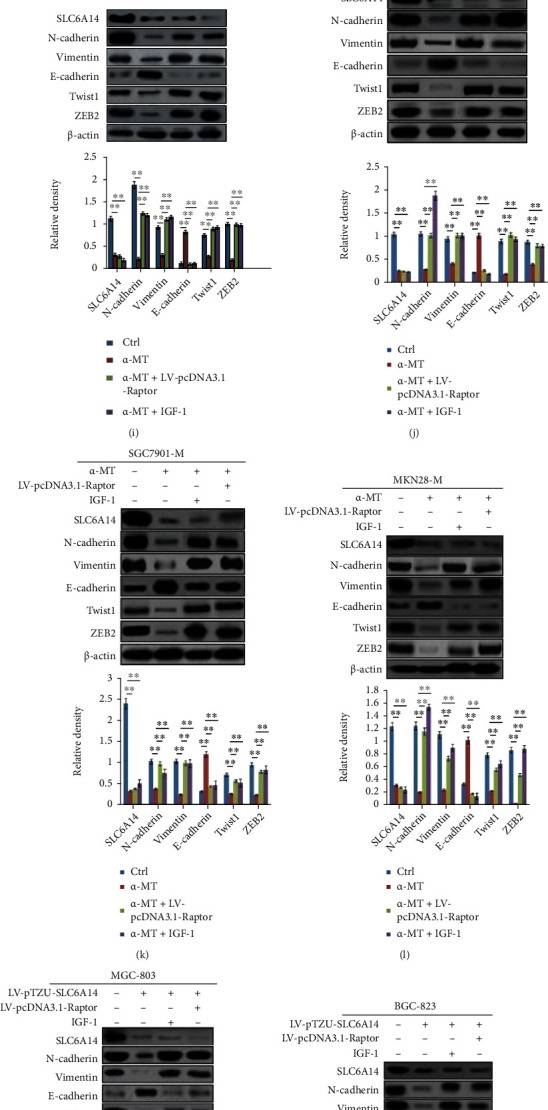 SLC6A14
N-cadherin
Vimentin
E-cadherin
Twist1
ZEB2
β-actin
2.5
2
1.5
1
0.5
0
Relative density
** ** ** ** ** ** ** ** ** ** ** **
SLC6A14 N-cadherin Vimentin E-cadherin Twist1 ZEB2
Ctrl
α-MT
α-MT + LV-pcDNA3.1
-Raptor
α-MT + IGF-1
(i)
N-cadherin
Vimentin
E-cadherin
Twist1
ZEB2
β-actin
2.5
2
1.5
1
0.5
0
Relative density
** ** ** ** ** ** ** ** ** ** ** **
SLC6A14 N-cadherin Vimentin E-cadherin Twist1 ZEB2
Ctrl
α-MT
α-MT + LV-
pcDNA3.1-Raptor
α-MT + IGF-1
(j)
SGC7901-M
α-MT – + + +
LV-pcDNA3.1-Raptor – – – +
IGF-1 – – + –
SLC6A14
N-cadherin
Vimentin
E-cadherin
Twist1
ZEB2
β-actin
3
2.5
2
1.5
1
0.5
0
Relative density
** ** ** ** ** ** ** ** ** ** ** **
SLC6A14 N-cadherin Vimentin E-cadherin Twist1 ZEB2
Ctrl
α-MT
α-MT + LV-
pcDNA3.1-Raptor
α-MT + IGF-1
(k)
MKN28-M
α-MT – + + +
LV-pcDNA3.1-Raptor – – – +
IGF-1 – – + –
SLC6A14
N-cadherin
Vimentin
E-cadherin
Twist1
ZEB2
β-actin
1.8
1.6
1.4
1.2
1
0.8
0.6
0.4
0.2
0
Relative density
** ** ** ** ** ** ** ** ** ** ** **
SLC6A14 N-cadherin Vimentin E-cadherin Twist1 ZEB2
Ctrl
α-MT
α-MT + LV-
pcDNA3.1-Raptor
α-MT + IGF-1
(l)
MGC-803
LV-pTZU-SLC6A14 – + + +
LV-pcDNA3.1-Raptor – – – +
IGF-1 – – + –
SLC6A14
N-cadherin
Vimentin
E-cadherin
BGC-823
LV-pTZU-SLC6A14 – + + +
LV-pcDNA3.1-Raptor – – – +
IGF-1 – – + –
SLC6A14
N-cadherin
Vimentin